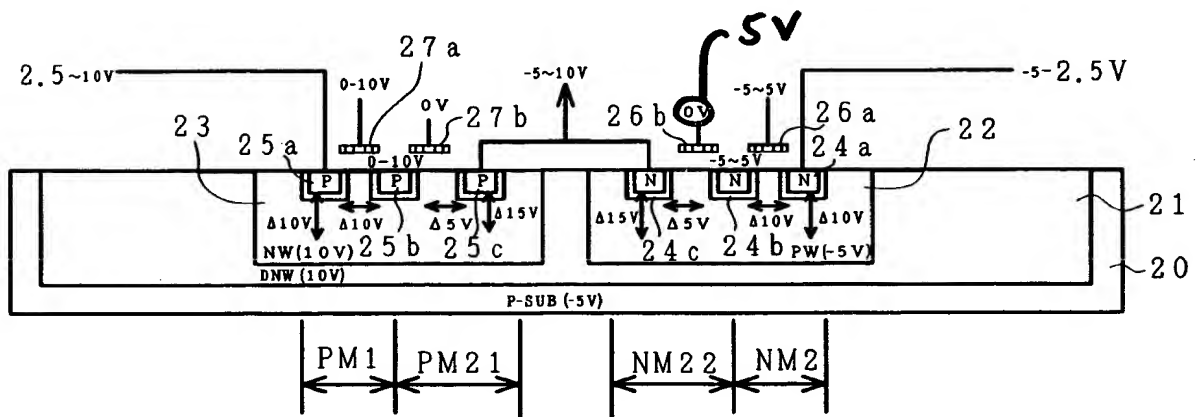 5V
27a
2.5~10V
0-10V
-5~10V
-5~5V
-5-2.5V
0V
27b
26b
0V
26a
23
25a
0-10V
-5~5V
24a
22
P
P
P
N
N
N
Δ10V
Δ10V
Δ5V
Δ15V
Δ15V
Δ5V
Δ10V
Δ10V
21
25b
25c
24c
24b
NW(10V)
PW(-5V)
20
DNW(10V)
P-SUB(-5V)
PM1
PM21
NM22
NM2